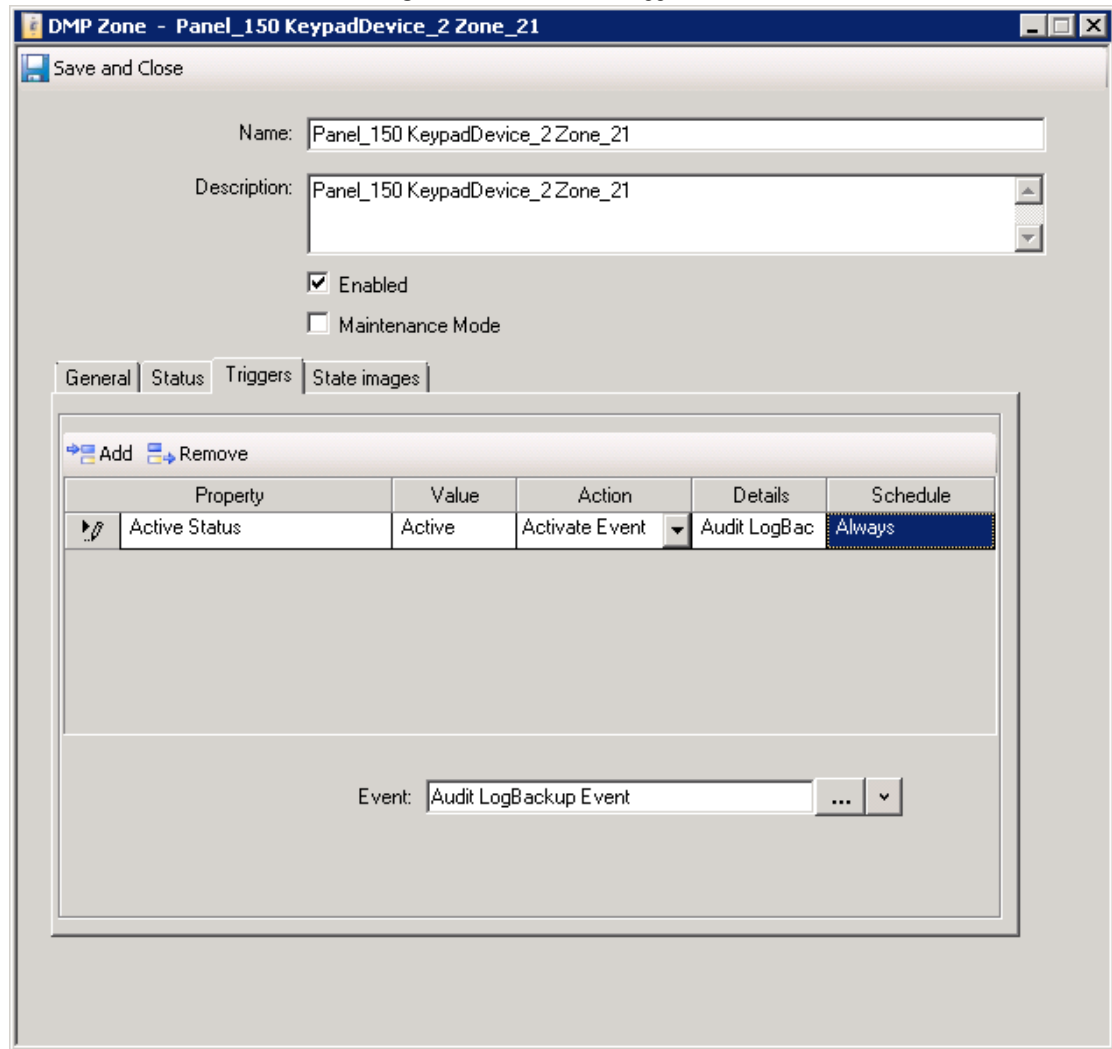 DMP Zone - Panel_150 KeypadDevice_2 Zone_21
Save and Close
Name: Panel_150 KeypadDevice_2 Zone_21
Description: Panel_150 KeypadDevice_2 Zone_21
Enabled
Maintenance Mode
General Status Triggers State images
Add Remove
Property Value Action Details Schedule
Active Status Active Activate Event Audit LogBac Always
Event: Audit LogBackup Event ...